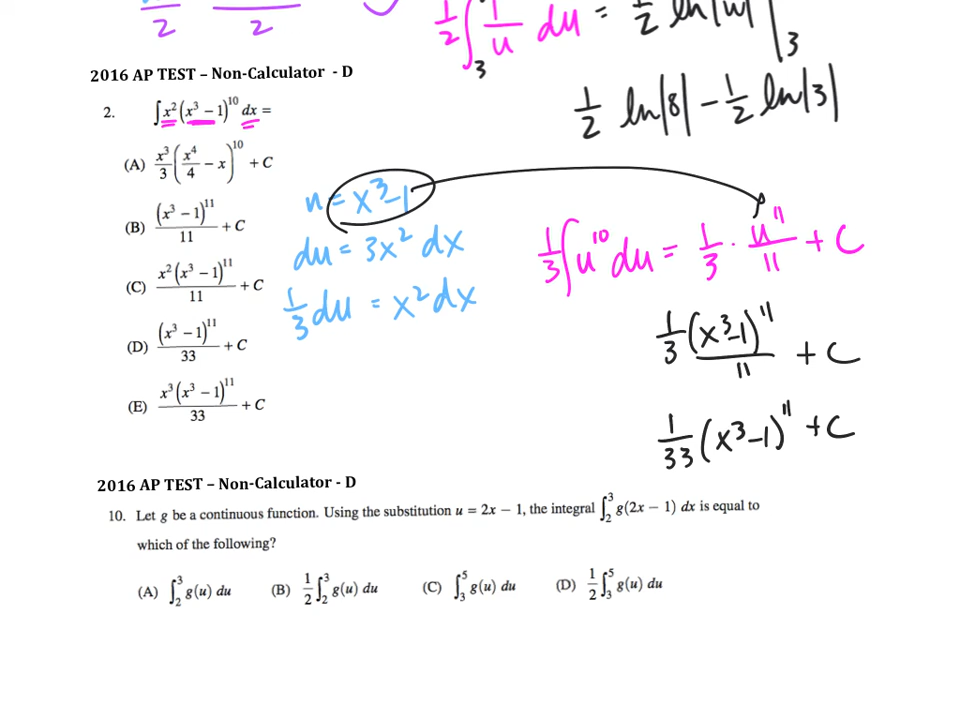 2
2
1/2 ∫₃ 1/u du = 1/2 ln|u| |₃
1/2 ln|8| - 1/2 ln|3|
2016 AP TEST – Non-Calculator - D
2. ∫x²(x³ − 1)¹⁰ dx =
(A) x³/3 (x⁴/4 − x)¹⁰ + C
(B) (x³ − 1)¹¹/11 + C
(C) x²(x³ − 1)¹¹/11 + C
(D) (x³ − 1)¹¹/33 + C
(E) x³(x³ − 1)¹¹/33 + C
u = x³-1
du = 3x² dx
1/3 du = x² dx
1/3 ∫u¹⁰ du = 1/3 · u¹¹/11 + C
1/3 (x³-1)¹¹/11 + C
1/33 (x³-1)¹¹ + C
2016 AP TEST – Non-Calculator - D
10. Let g be a continuous function. Using the substitution u = 2x − 1, the integral ∫₂³ g(2x − 1) dx is equal to
which of the following?
(A) ∫₂³ g(u) du (B) 1/2 ∫₂³ g(u) du (C) ∫₃⁵ g(u) du (D) 1/2 ∫₃⁵ g(u) du